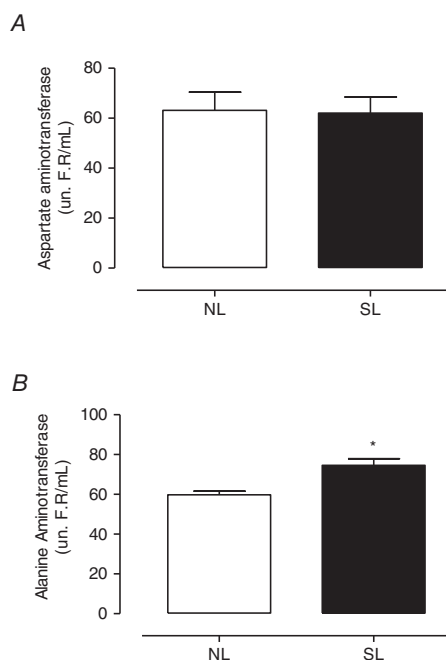 A
Aspartate aminotransferase
(un. F.R/mL)
80
60
40
20
0
NL SL
B
Alanine Aminotransferase
(un. F.R/mL)
100
80
60
40
20
0
*
NL SL